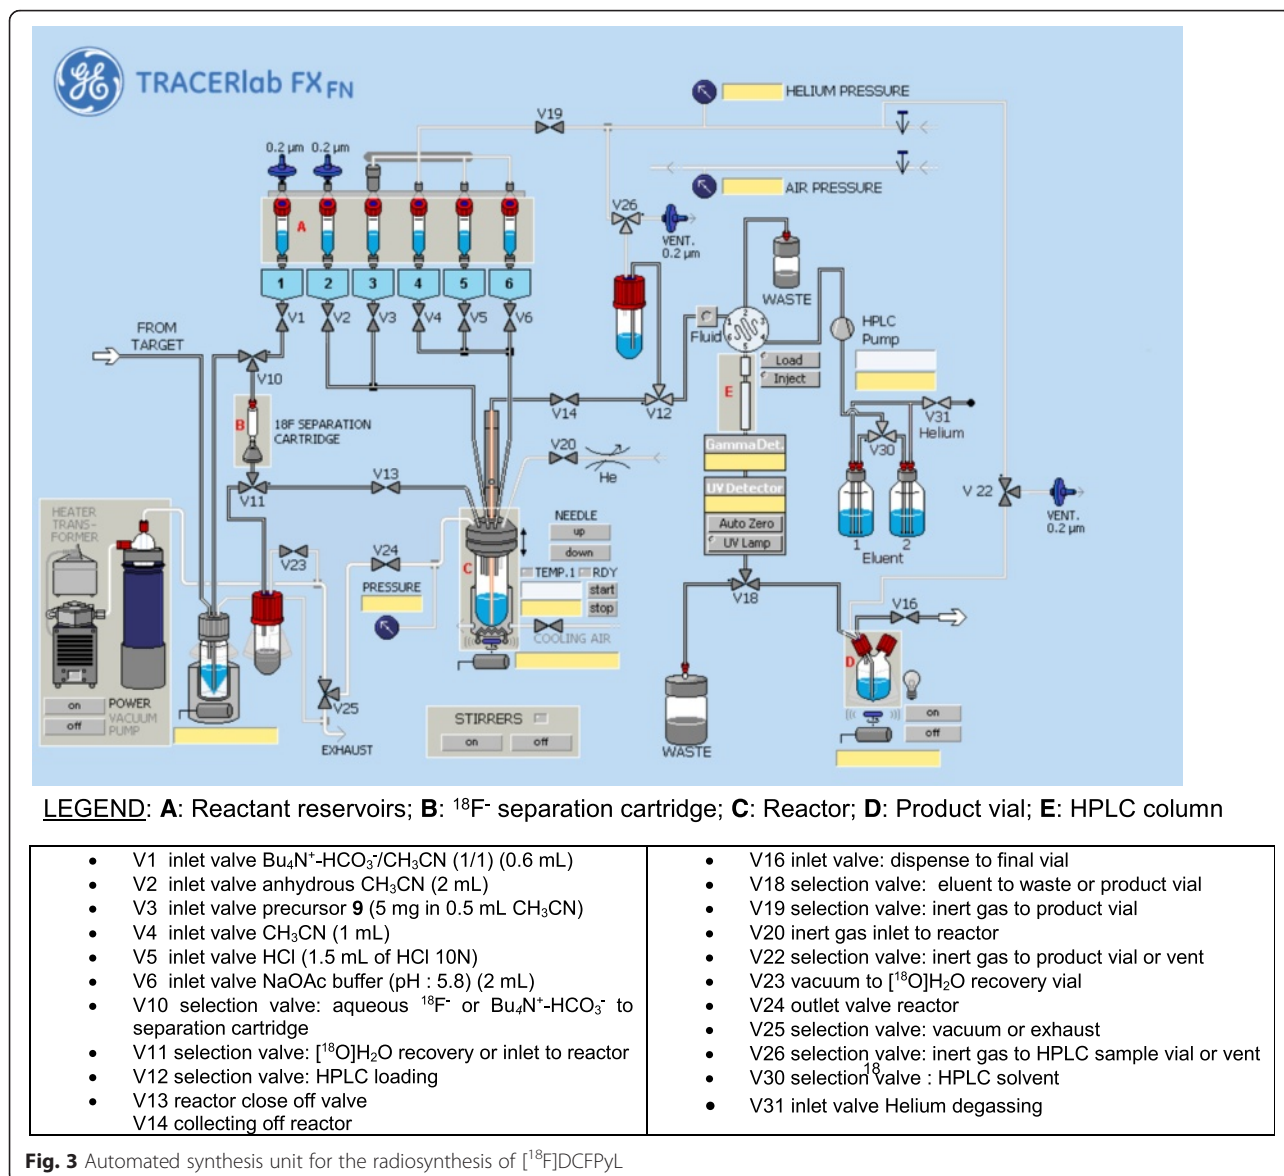 GE TRACERlab FX FN
HELIUM PRESSURE
V19
0.2 µm 0.2 µm
AIR PRESSURE
V26
A
VENT.
0.2 µm
WASTE
1 2 3 4 5 6
V1 V2 V3 V4 V5 V6
FROM
TARGET
Fluid
1 2 3 4 5 6
HPLC
Pump
Load
Inject
V10
E
V14
V12
V31
Helium
V30
B
18F SEPARATION
CARTRIDGE
GammaDet.
V20
He
V13
V11
UV Detector
V 22
VENT.
0.2 µm
HEATER
TRANS-
FORMER
NEEDLE
up
down
Auto Zero
UV Lamp
1 2
Eluent
V23
V24
C
TEMP.1 RDY
start
stop
PRESSURE
V18
V16
COOLING AIR
D
on POWER
off VACUUM
PUMP
V25
EXHAUST
STIRRERS
on off
WASTE
on
off
LEGEND: A: Reactant reservoirs; B: ¹⁸F⁻ separation cartridge; C: Reactor; D: Product vial; E: HPLC column
• V1 inlet valve Bu₄N⁺-HCO₃⁻/CH₃CN (1/1) (0.6 mL)
• V2 inlet valve anhydrous CH₃CN (2 mL)
• V3 inlet valve precursor 9 (5 mg in 0.5 mL CH₃CN)
• V4 inlet valve CH₃CN (1 mL)
• V5 inlet valve HCl (1.5 mL of HCl 10N)
• V6 inlet valve NaOAc buffer (pH : 5.8) (2 mL)
• V10 selection valve: aqueous ¹⁸F⁻ or Bu₄N⁺-HCO₃⁻ to
separation cartridge
• V11 selection valve: [¹⁸O]H₂O recovery or inlet to reactor
• V12 selection valve: HPLC loading
• V13 reactor close off valve
V14 collecting off reactor
• V16 inlet valve: dispense to final vial
• V18 selection valve: eluent to waste or product vial
• V19 selection valve: inert gas to product vial
• V20 inert gas inlet to reactor
• V22 selection valve: inert gas to product vial or vent
• V23 vacuum to [¹⁸O]H₂O recovery vial
• V24 outlet valve reactor
• V25 selection valve: vacuum or exhaust
• V26 selection valve: inert gas to HPLC sample vial or vent
18
• V30 selection valve : HPLC solvent
• V31 inlet valve Helium degassing
Fig. 3 Automated synthesis unit for the radiosynthesis of [¹⁸F]DCFPyL